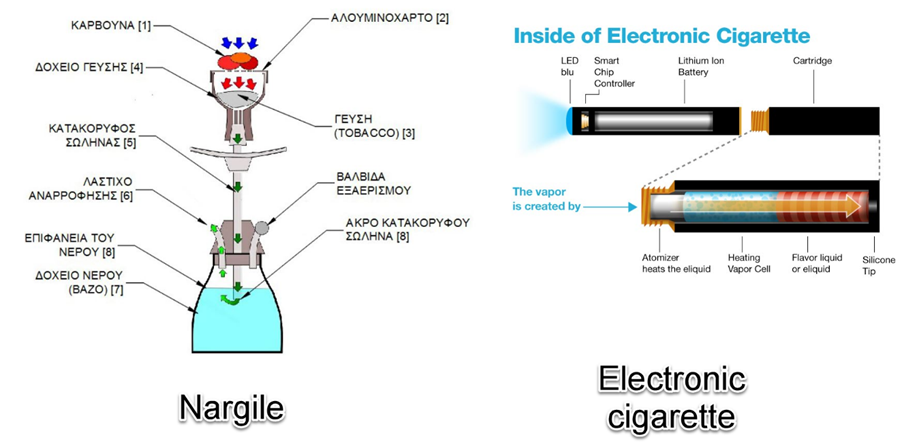 ΚΑΡΒΟΥΝΑ [1]
ΑΛΟΥΜΙΝΟΧΑΡΤΟ [2]
ΔΟΧΕΙΟ ΓΕΥΣΗΣ [4]
ΓΕΥΣΗ
(TOBACCO) [3]
ΚΑΤΑΚΟΡΥΦΟΣ
ΣΩΛΗΝΑΣ [5]
ΛΑΣΤΙΧΟ
ΑΝΑΡΡΟΦΗΣΗΣ [6]
ΒΑΛΒΙΔΑ
ΕΞΑΕΡΙΣΜΟΥ
ΑΚΡΟ ΚΑΤΑΚΟΡΥΦΟΥ
ΣΩΛΗΝΑ [8]
ΕΠΙΦΑΝΕΙΑ ΤΟΥ
ΝΕΡΟΥ [8]
ΔΟΧΕΙΟ ΝΕΡΟΥ
(ΒΑΖΟ) [7]
Nargile
Inside of Electronic Cigarette
LED
blu
Smart
Chip
Controller
Lithium Ion
Battery
Cartridge
The vapor
is created by
Atomizer
heats the eliquid
Heating
Vapor Cell
Flavor liquid
or eliquid
Silicone
Tip
Electronic
cigarette